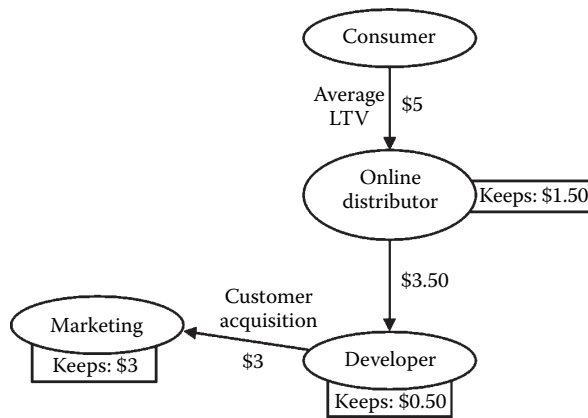 Consumer
Average
LTV
$5
Online
distributor
Keeps: $1.50
$3.50
Customer
acquisition
$3
Marketing
Keeps: $3
Developer
Keeps: $0.50